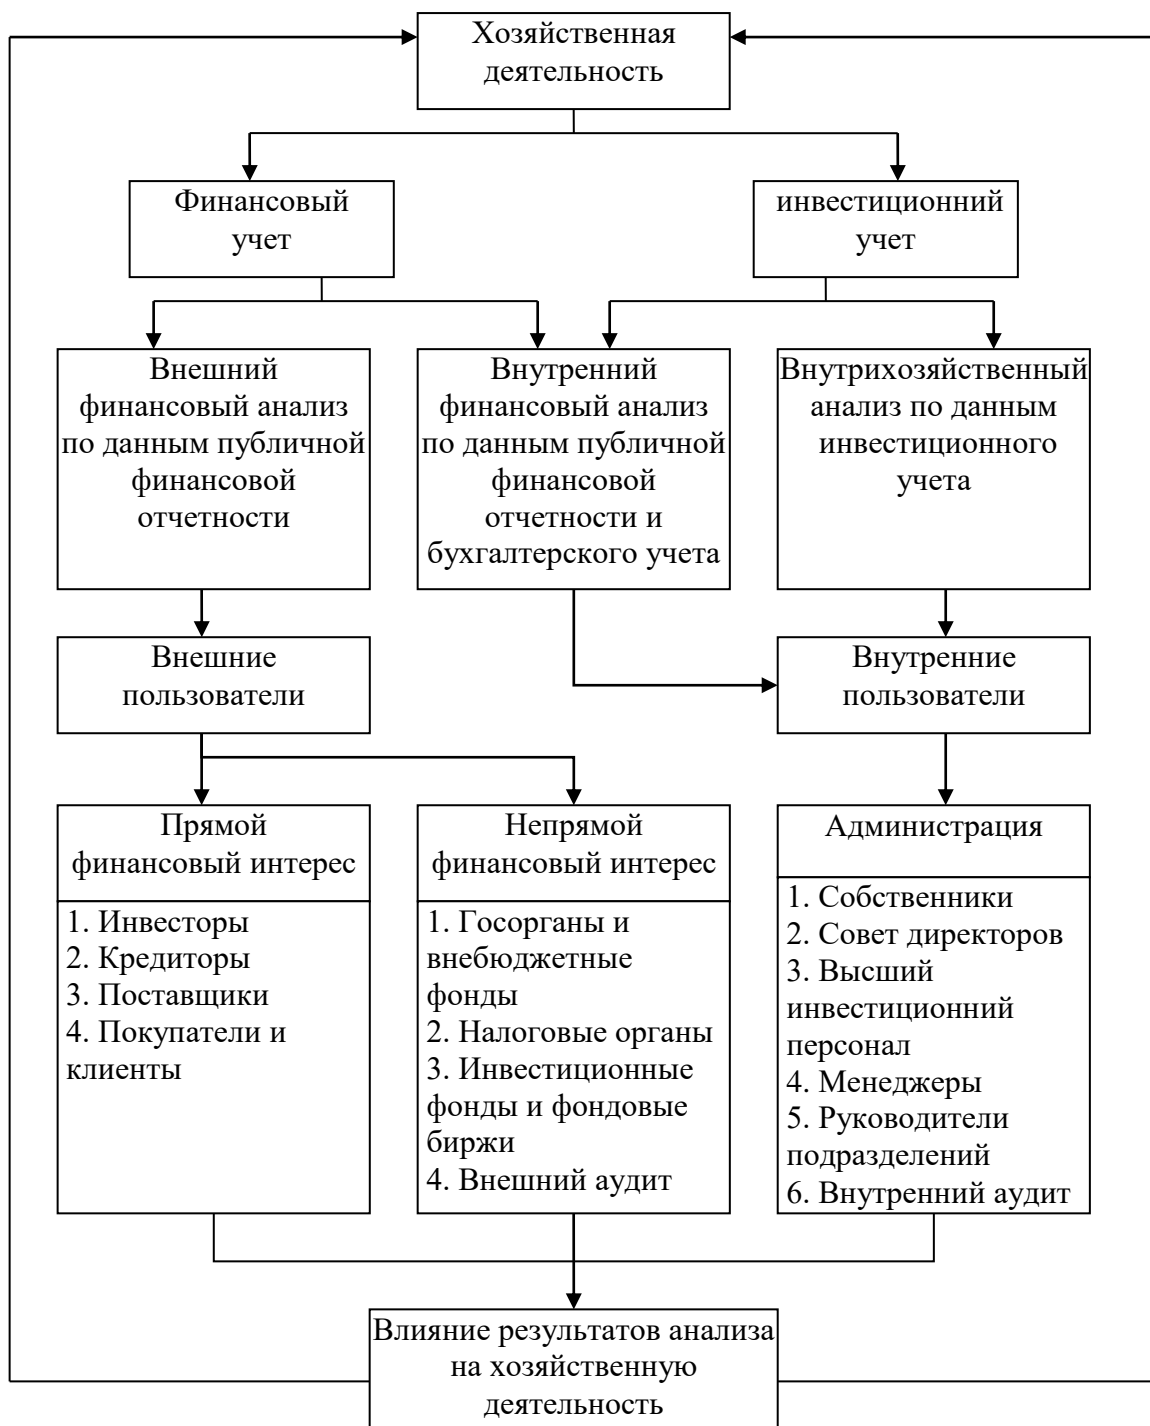 Хозяйственная
деятельность
Финансовый
учет
инвестиционний
учет
Внешний
финансовый анализ
по данным публичной
финансовой
отчетности
Внутренний
финансовый анализ
по данным публичной
финансовой
отчетности и
бухгалтерского учета
Внутрихозяйственный
анализ по данным
инвестиционного
учета
Внешние
пользователи
Внутренние
пользователи
Прямой
финансовый интерес
1. Инвесторы
2. Кредиторы
3. Поставщики
4. Покупатели и
клиенты
Непрямой
финансовый интерес
1. Госорганы и
внебюджетные
фонды
2. Налоговые органы
3. Инвестиционные
фонды и фондовые
биржи
4. Внешний аудит
Администрация
1. Собственники
2. Совет директоров
3. Высший
инвестиционний
персонал
4. Менеджеры
5. Руководители
подразделений
6. Внутренний аудит
Влияние результатов анализа
на хозяйственную
деятельность